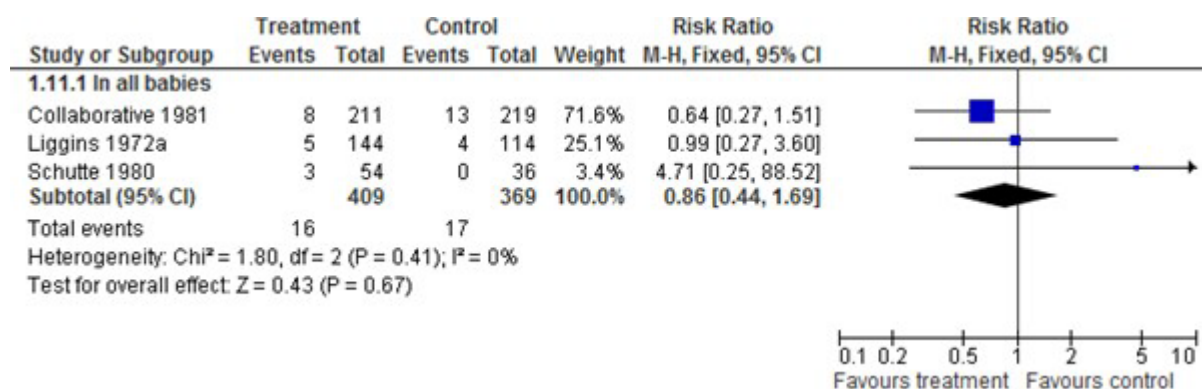 Treatment Control Risk Ratio Risk Ratio
Study or Subgroup Events Total Events Total Weight M-H, Fixed, 95% CI M-H, Fixed, 95% CI
1.11.1 In all babies
Collaborative 1981 8 211 13 219 71.6% 0.64 [0.27, 1.51]
Liggins 1972a 5 144 4 114 25.1% 0.99 [0.27, 3.60]
Schutte 1980 3 54 0 36 3.4% 4.71 [0.25, 88.52]
Subtotal (95% CI) 409 369 100.0% 0.86 [0.44, 1.69]
Total events 16 17
Heterogeneity: Chi² = 1.80, df = 2 (P = 0.41); I² = 0%
Test for overall effect: Z = 0.43 (P = 0.67)
0.1 0.2 0.5 1 2 5 10
Favours treatment Favours control